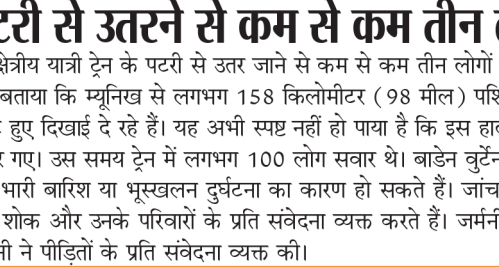 टरी से उतरने से कम से कम तीन
क्षेत्रीय यात्री ट्रेन के पटरी से उतर जाने से कम से कम तीन लोगों
बताया कि म्यूनिख से लगभग 158 किलोमीटर (98 मील) पश्चि
हुए दिखाई दे रहे हैं। यह अभी स्पष्ट नहीं हो पाया है कि इस हाद
र गए। उस समय ट्रेन में लगभग 100 लोग सवार थे। बाडेन वुर्टेन
भारी बारिश या भूस्खलन दुर्घटना का कारण हो सकते हैं। जांच
शोक और उनके परिवारों के प्रति संवेदना व्यक्त करते हैं। जर्मनी
ने पीड़ितों के प्रति संवेदना व्यक्त की।